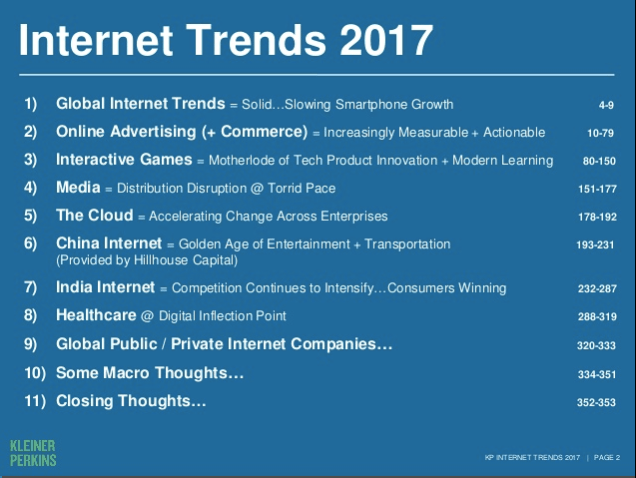 Internet Trends 2017
1) Global Internet Trends = Solid…Slowing Smartphone Growth 4-9
2) Online Advertising (+ Commerce) = Increasingly Measurable + Actionable 10-79
3) Interactive Games = Motherlode of Tech Product Innovation + Modern Learning 80-150
4) Media = Distribution Disruption @ Torrid Pace 151-177
5) The Cloud = Accelerating Change Across Enterprises 178-192
6) China Internet = Golden Age of Entertainment + Transportation 193-231
(Provided by Hillhouse Capital)
7) India Internet = Competition Continues to Intensify…Consumers Winning 232-287
8) Healthcare @ Digital Inflection Point 288-319
9) Global Public / Private Internet Companies… 320-333
10) Some Macro Thoughts… 334-351
11) Closing Thoughts… 352-353
KLEINER
PERKINS
KP INTERNET TRENDS 2017 | PAGE 2